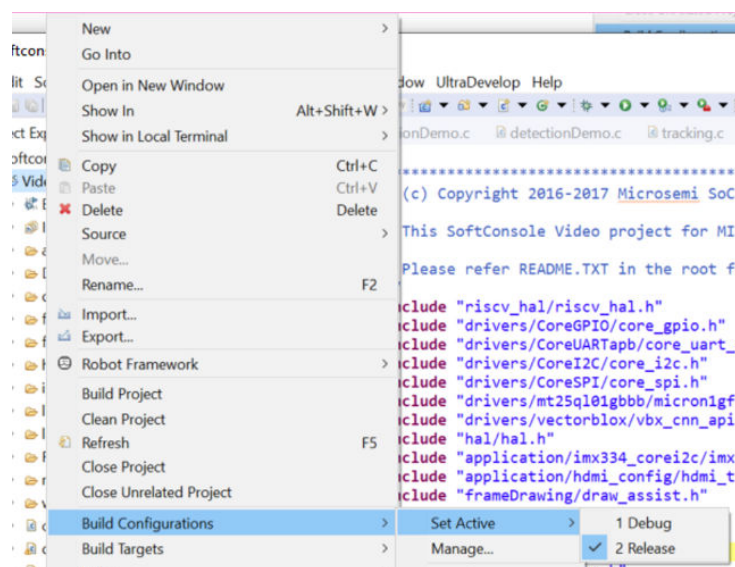 New
Go Into
Open in New Window
Show In Alt+Shift+W
Show in Local Terminal
Copy Ctrl+C
Paste Ctrl+V
Delete Delete
Source
Move...
Rename... F2
Import...
Export...
Robot Framework
Build Project
Clean Project
Refresh F5
Close Project
Close Unrelated Project
Build Configurations
Build Targets
Set Active
Manage...
1 Debug
2 Release
UltraDevelop Help
detectionDemo.c tracking.c
(c) Copyright 2016-2017 Microsemi SoC
This SoftConsole Video project for MI
Please refer README.TXT in the root f
clude "riscv_hal/riscv_hal.h"
clude "drivers/CoreGPIO/core_gpio.h"
clude "drivers/CoreUARTapb/core_uart_
clude "drivers/CoreI2C/core_i2c.h"
clude "drivers/CoreSPI/core_spi.h"
clude "drivers/mt25ql01gbbb/micron1gf
clude "drivers/vectorblox/vbx_cnn_api
clude "hal/hal.h"
clude "application/imx334_corei2c/imx
clude "application/hdmi_config/hdmi_t
clude "frameDrawing/draw_assist.h"